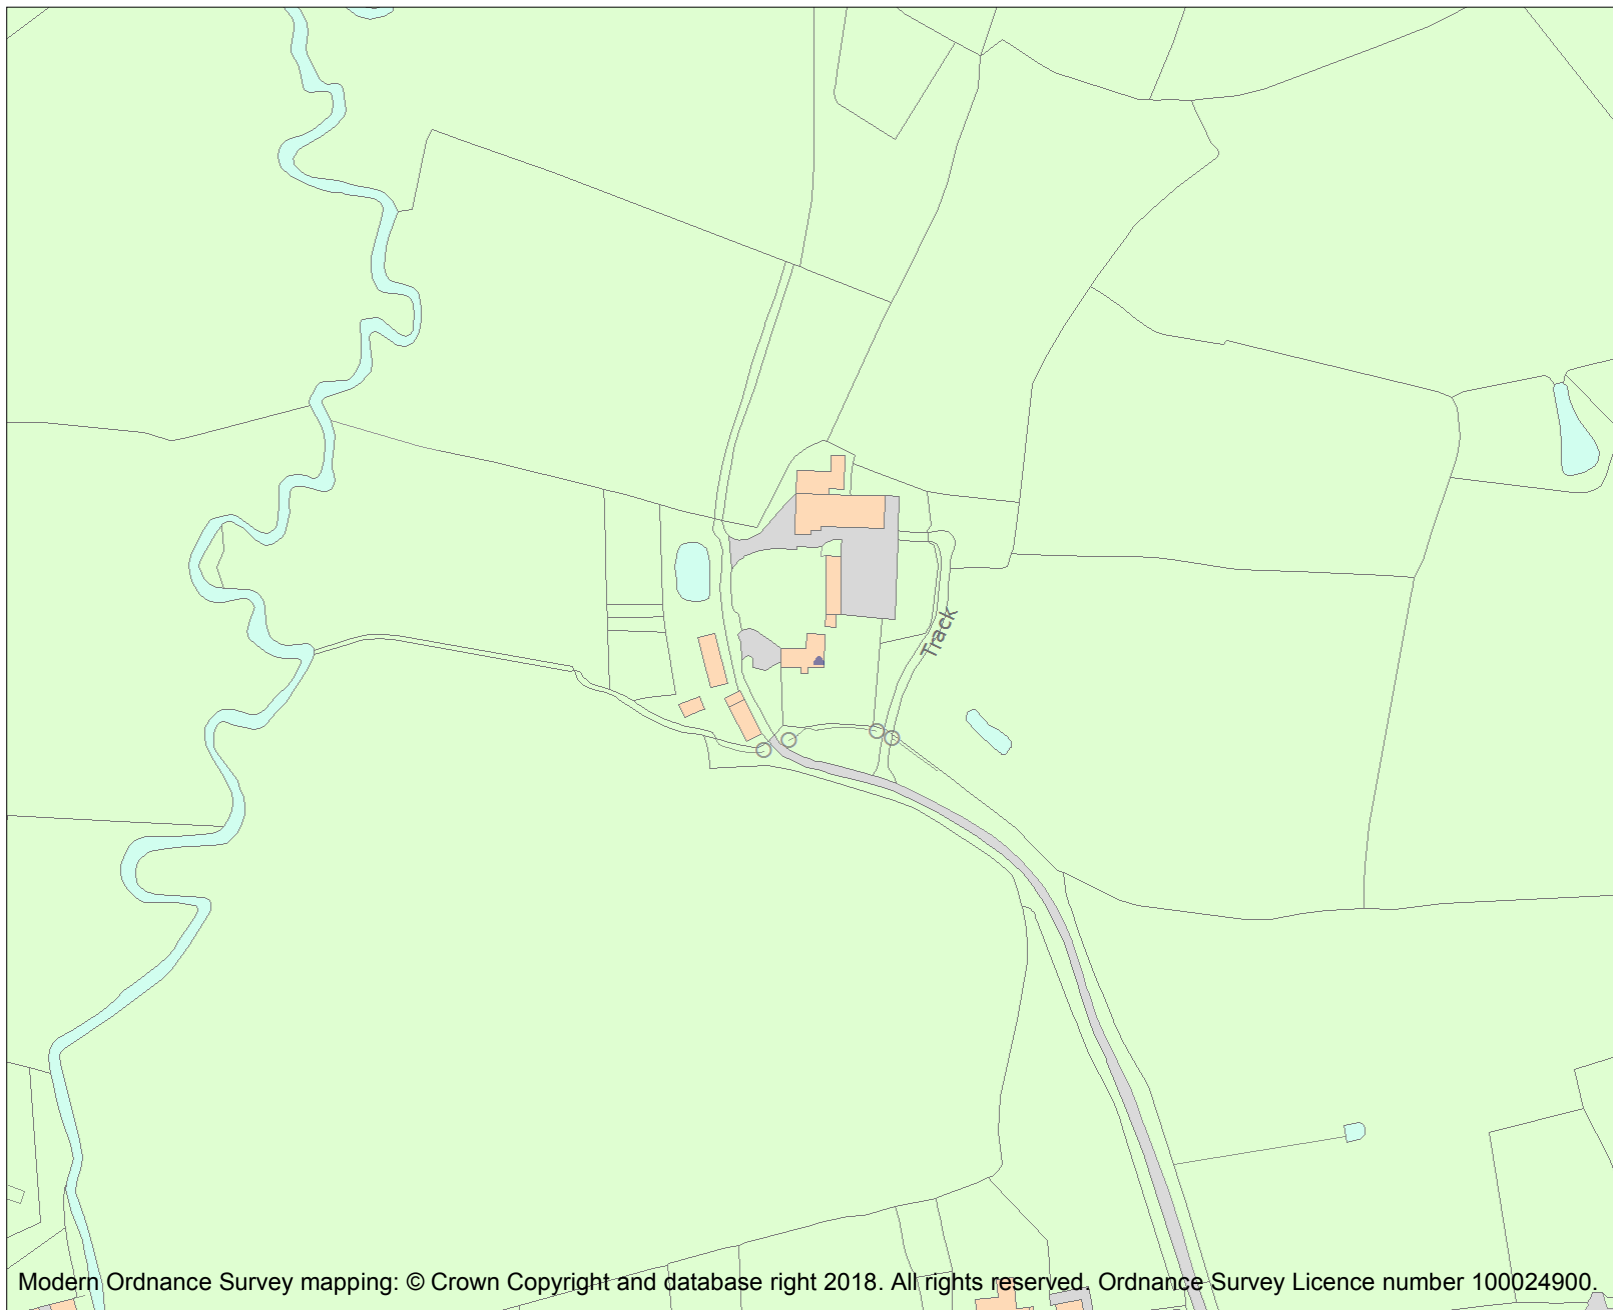 Track
Modern Ordnance Survey mapping: © Crown Copyright and database right 2018. All rights reserved. Ordnance Survey Licence number 100024900.